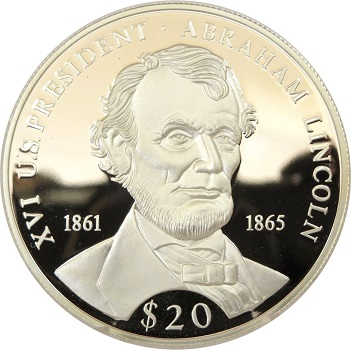 XVI U.S. PRESIDENT · ABRAHAM LINCOLN
1861 1865
$20